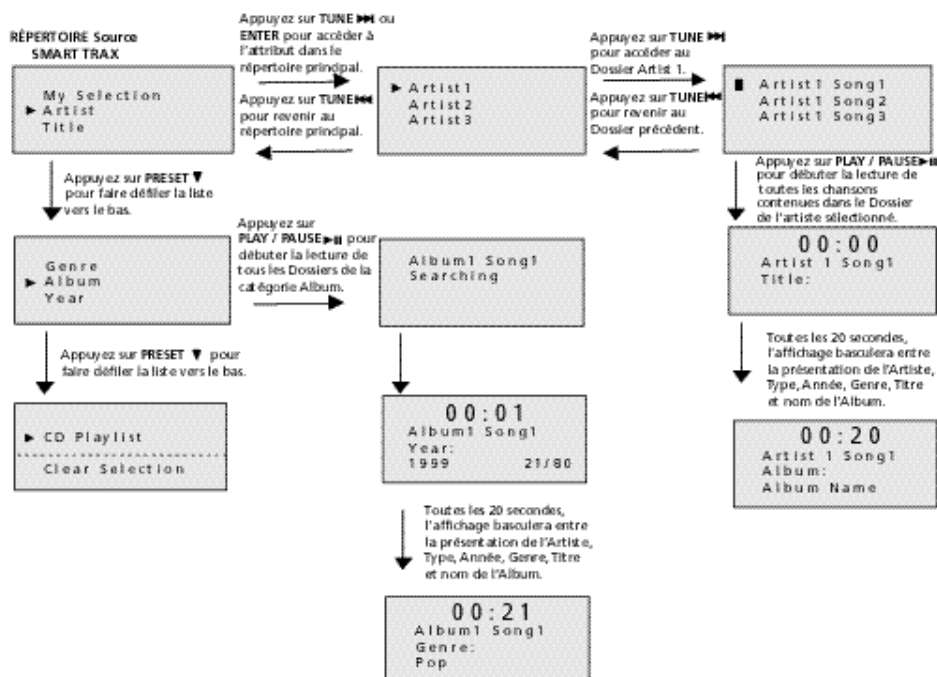 RÉPERTOIRE Source
SMART TRAX
My Selection
▶ Artist
Title
Appuyez sur TUNE ▶▶| ou
ENTER pour accéder à
l'attribut dans le
répertoire principal.
Appuyez sur TUNE |◀◀
pour revenir au
répertoire principal.
▶ Artist1
Artist2
Artist3
Appuyez sur TUNE ▶▶|
pour accéder au
Dossier Artist 1.
Appuyez sur TUNE |◀◀
pour revenir au
Dossier précédent.
Artist1 Song1
Artist1 Song2
Artist1 Song3
Appuyez sur PRESET ▼
pour faire défiler la liste
vers le bas.
Genre
▶ Album
Year
Appuyez sur
PLAY / PAUSE ▶II pour
débuter la lecture de
tous les Dossiers de la
catégorie Album.
Album1 Song1
Searching
Appuyez sur PLAY / PAUSE ▶II
pour débuter la lecture de
toutes les chansons
contenues dans le Dossier
de l'artiste sélectionné.
00:00
Artist 1 Song1
Title:
Appuyez sur PRESET ▼ pour
faire défiler la liste vers le bas.
▶ CD Playlist
Clear Selection
00:01
Album1 Song1
Year:
1999 21/80
Toutes les 20 secondes,
l'affichage basculera entre
la présentation de l'Artiste,
Type, Année, Genre, Titre
et nom de l'Album.
00:20
Artist 1 Song1
Album:
Album Name
Toutes les 20 secondes,
l'affichage basculera entre
la présentation de l'Artiste,
Type, Année, Genre, Titre
et nom de l'Album.
00:21
Album1 Song1
Genre:
Pop